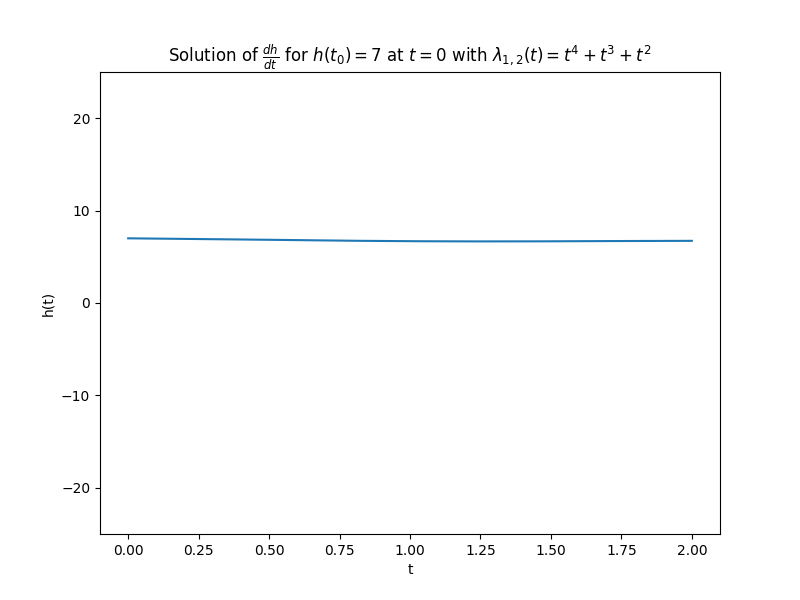 Solution of $\frac{dh}{dt}$ for $h(t_0) = 7$ at $t = 0$ with $\lambda_{1,2}(t) = t^4 + t^3 + t^2$
20
10
0
−10
−20
h(t)
0.00 0.25 0.50 0.75 1.00 1.25 1.50 1.75 2.00
t